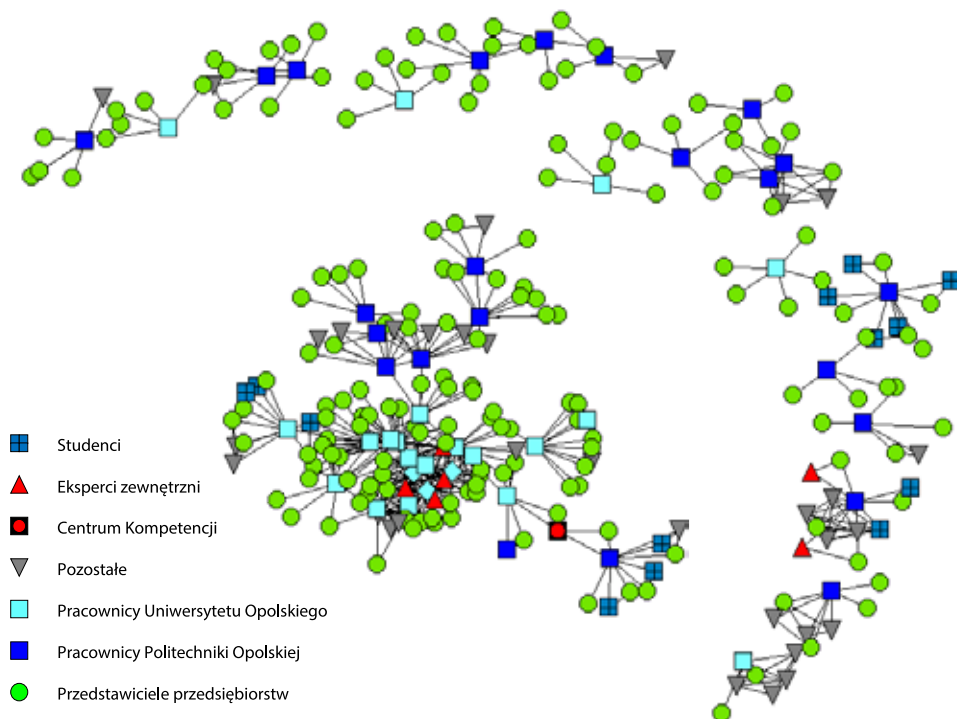 Studenci
Eksperci zewnętrzni
Centrum Kompetencji
Pozostałe
Pracownicy Uniwersytetu Opolskiego
Pracownicy Politechniki Opolskiej
Przedstawiciele przedsiębiorstw